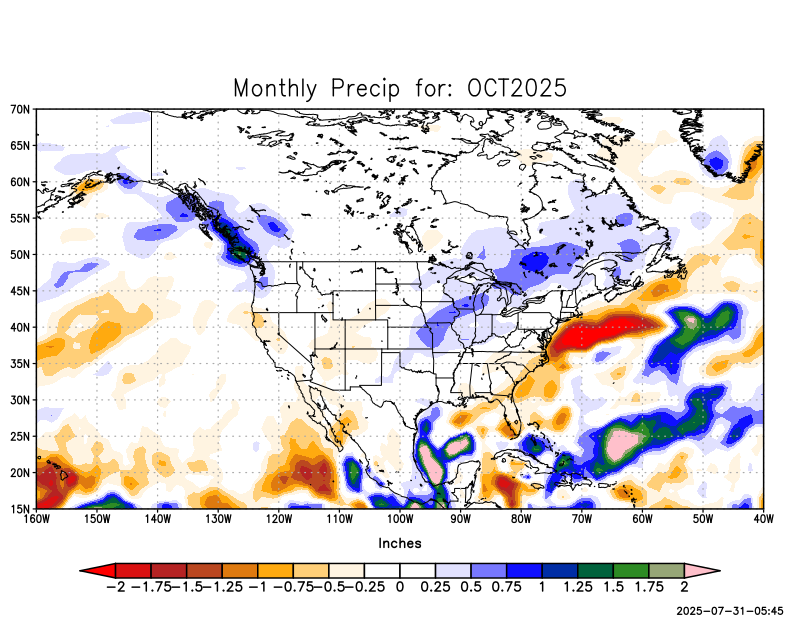 Monthly Precip for: OCT2025
70N
65N
60N
55N
50N
45N
40N
35N
30N
25N
20N
15N
160W 150W 140W 130W 120W 110W 100W 90W 80W 70W 60W 50W 40W
Inches
-2 -1.75-1.5-1.25 -1 -0.75-0.5-0.25 0 0.25 0.5 0.75 1 1.25 1.5 1.75 2
2025-07-31-05:45